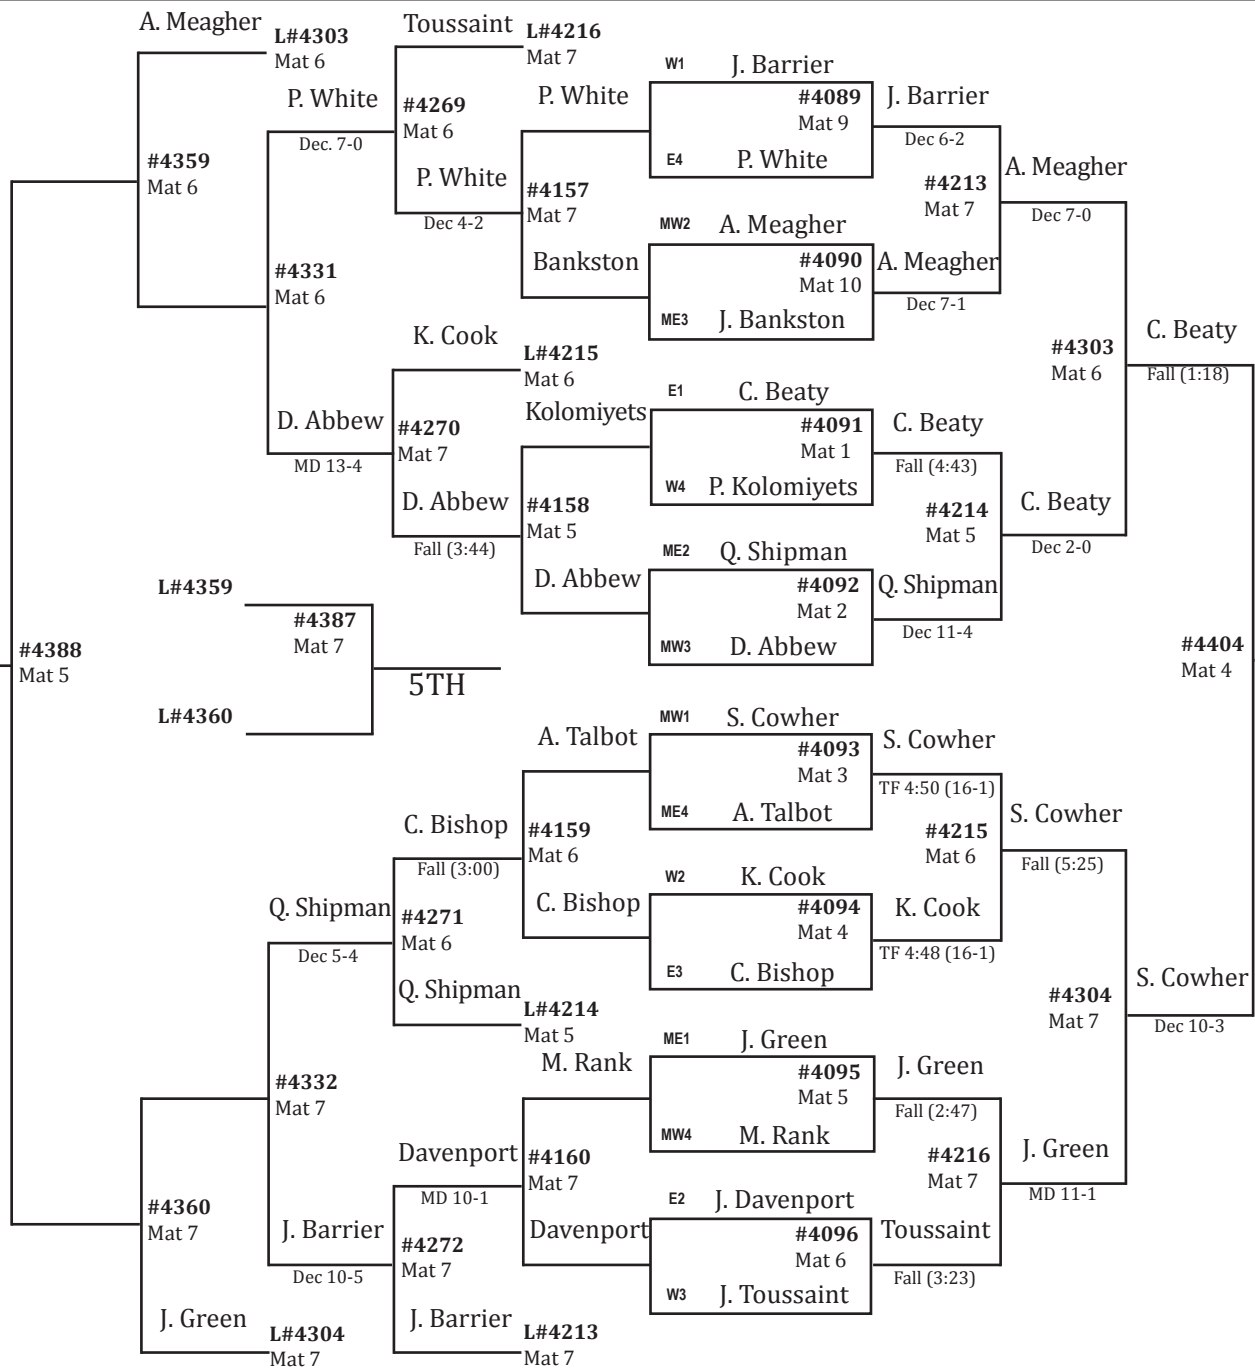 A. Meagher
L#4303
Mat 6
Toussaint
L#4216
Mat 7
P. White
Dec. 7-0
#4269
Mat 6
P. White
W1
J. Barrier
#4089
Mat 9
J. Barrier
Dec 6-2
E4
P. White
#4359
Mat 6
P. White
Dec 4-2
#4157
Mat 7
#4213
Mat 7
A. Meagher
Dec 7-0
MW2
A. Meagher
#4090
Mat 10
A. Meagher
Dec 7-1
Bankston
ME3
J. Bankston
#4331
Mat 6
K. Cook
L#4215
Mat 6
#4303
Mat 6
C. Beaty
Fall (1:18)
D. Abbew
MD 13-4
#4270
Mat 7
Kolomiyets
E1
C. Beaty
#4091
Mat 1
C. Beaty
Fall (4:43)
W4
P. Kolomiyets
D. Abbew
Fall (3:44)
#4158
Mat 5
#4214
Mat 5
C. Beaty
Dec 2-0
D. Abbew
ME2
Q. Shipman
#4092
Mat 2
Q. Shipman
Dec 11-4
MW3
D. Abbew
L#4359
#4387
Mat 7
5TH
L#4360
#4388
Mat 5
#4404
Mat 4
A. Talbot
MW1
S. Cowher
#4093
Mat 3
S. Cowher
TF 4:50 (16-1)
ME4
A. Talbot
C. Bishop
Fall (3:00)
#4159
Mat 6
#4215
Mat 6
S. Cowher
Fall (5:25)
C. Bishop
W2
K. Cook
#4094
Mat 4
K. Cook
TF 4:48 (16-1)
E3
C. Bishop
Q. Shipman
Dec 5-4
#4271
Mat 6
Q. Shipman
L#4214
Mat 5
#4304
Mat 7
S. Cowher
Dec 10-3
M. Rank
ME1
J. Green
#4095
Mat 5
J. Green
Fall (2:47)
MW4
M. Rank
#4332
Mat 7
Davenport
MD 10-1
#4160
Mat 7
#4216
Mat 7
J. Green
MD 11-1
Davenport
E2
J. Davenport
#4096
Mat 6
Toussaint
Fall (3:23)
W3
J. Toussaint
#4360
Mat 7
J. Barrier
Dec 10-5
#4272
Mat 7
J. Green
L#4304
Mat 7
J. Barrier
L#4213
Mat 7